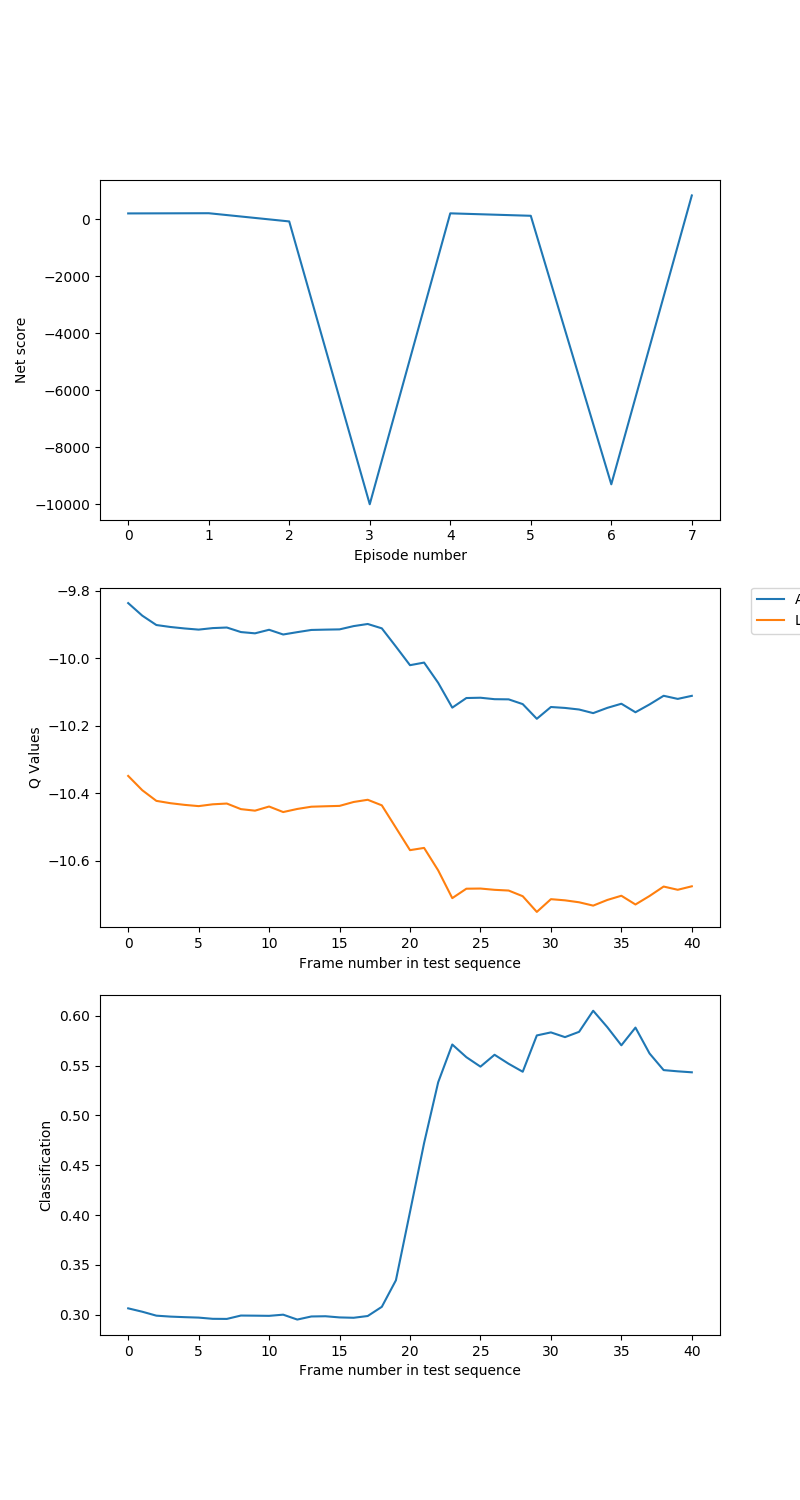 0
−2000
−4000
−6000
−8000
−10000
Net score
0 1 2 3 4 5 6 7
Episode number
−9.8
−10.0
−10.2
−10.4
−10.6
Q Values
0 5 10 15 20 25 30 35 40
Frame number in test sequence
0.60
0.55
0.50
0.45
0.40
0.35
0.30
Classification
0 5 10 15 20 25 30 35 40
Frame number in test sequence